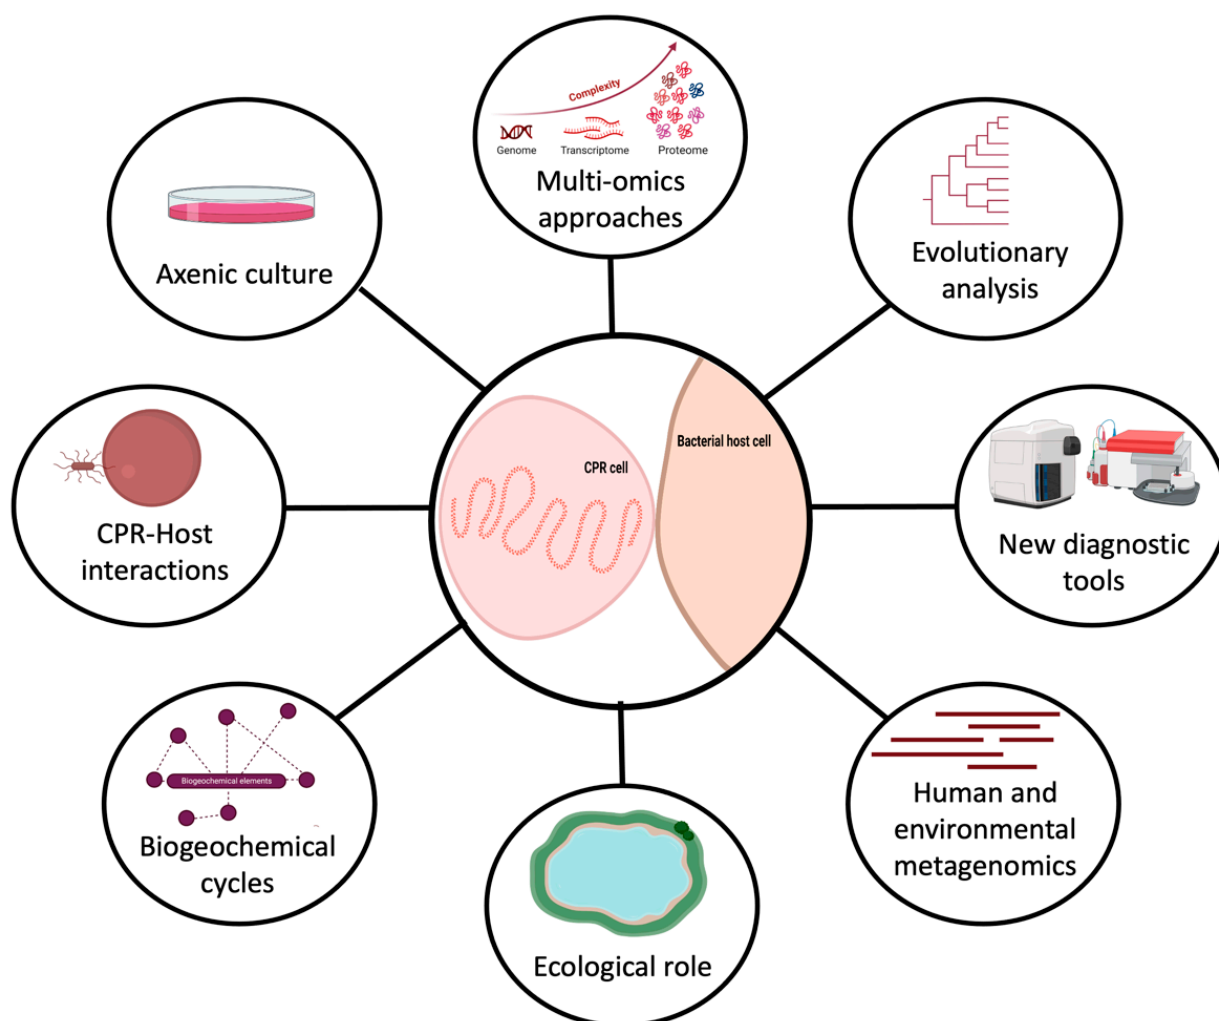 Complexity
Genome
Transcriptome
Proteome
Multi-omics
approaches
Axenic culture
Evolutionary
analysis
CPR cell
Bacterial host cell
CPR-Host
interactions
New diagnostic
tools
Biogeochemical elements
Biogeochemical
cycles
Human and
environmental
metagenomics
Ecological role